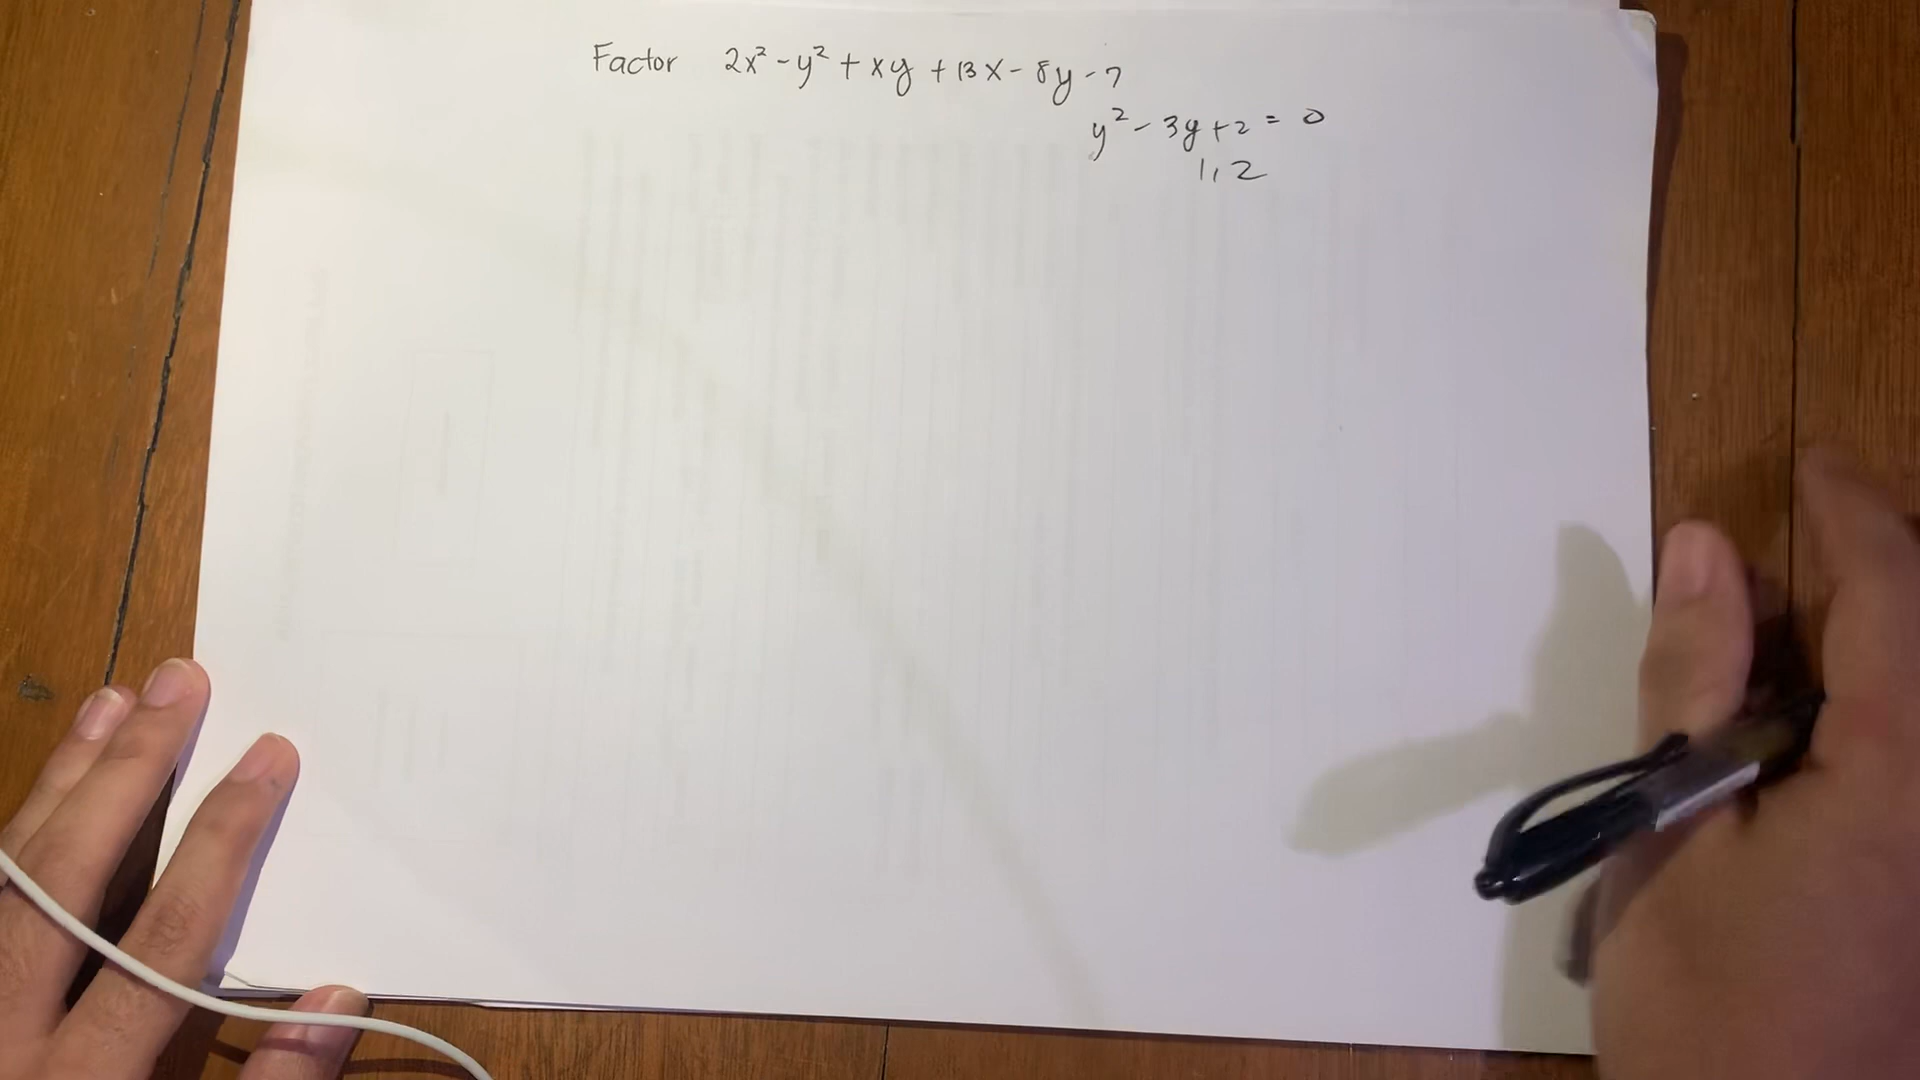 Factor 2x² - y² + xy + 13x - 8y - 7
y² - 3y + 2 = 0
1, 2